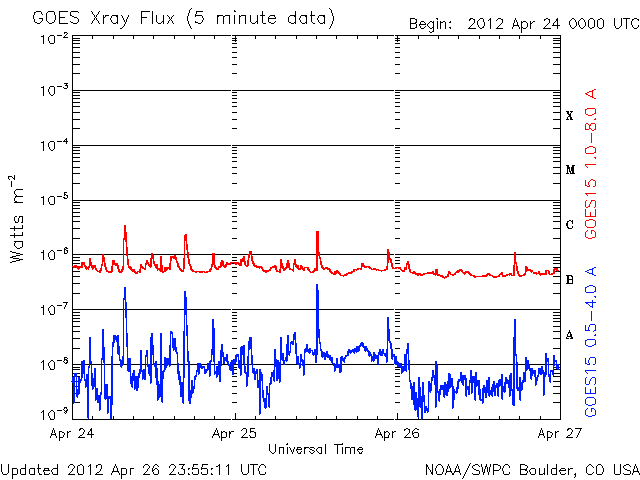 GOES Xray Flux (5 minute data)
Begin: 2012 Apr 24 0000 UTC
Watts m⁻²
10⁻²
10⁻³
10⁻⁴
10⁻⁵
10⁻⁶
10⁻⁷
10⁻⁸
10⁻⁹
X
M
C
B
A
GOES15 1.0-8.0 A
GOES15 0.5-4.0 A
Apr 24
Apr 25
Apr 26
Apr 27
Universal Time
Updated 2012 Apr 26 23:55:11 UTC
NOAA/SWPC Boulder, CO USA